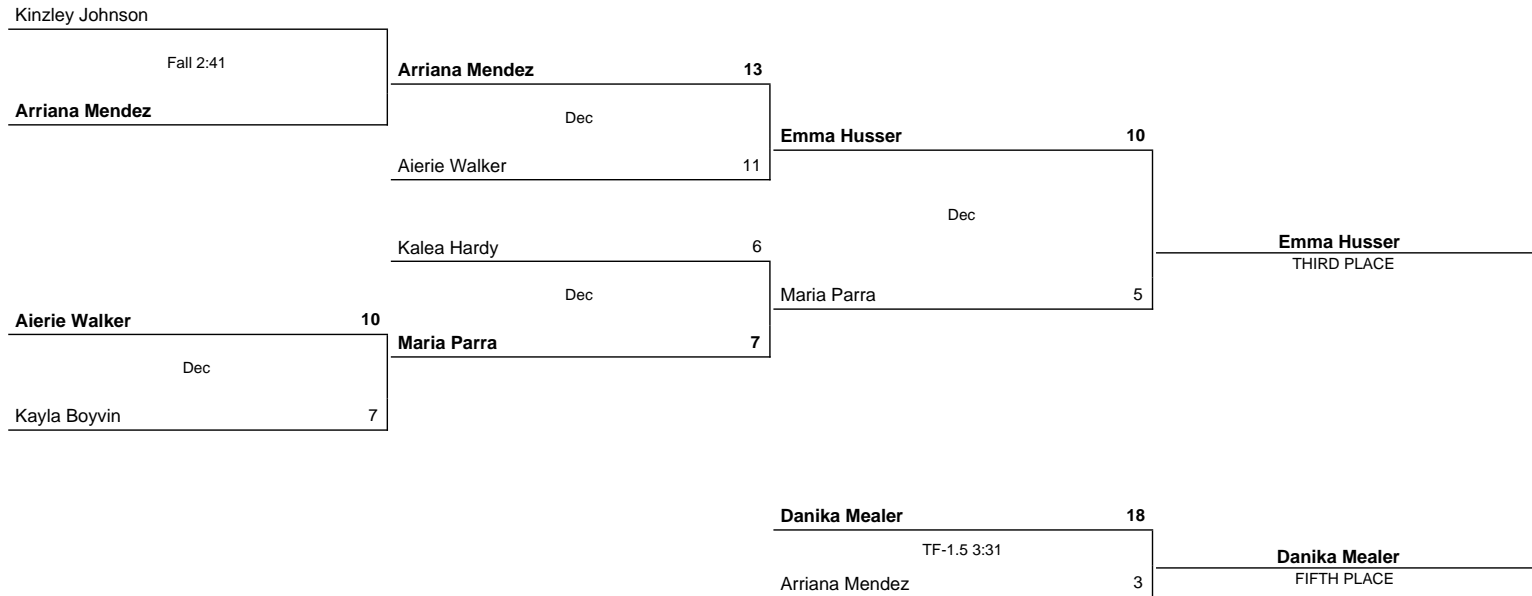 Kinzley Johnson
Fall 2:41
Arriana Mendez
Arriana Mendez 13
Dec
Aierie Walker 11
Emma Husser 10
Dec
Maria Parra 5
Emma Husser
THIRD PLACE
Kalea Hardy 6
Dec
Maria Parra 7
Aierie Walker 10
Dec
Kayla Boyvin 7
Danika Mealer 18
TF-1.5 3:31
Arriana Mendez 3
Danika Mealer
FIFTH PLACE